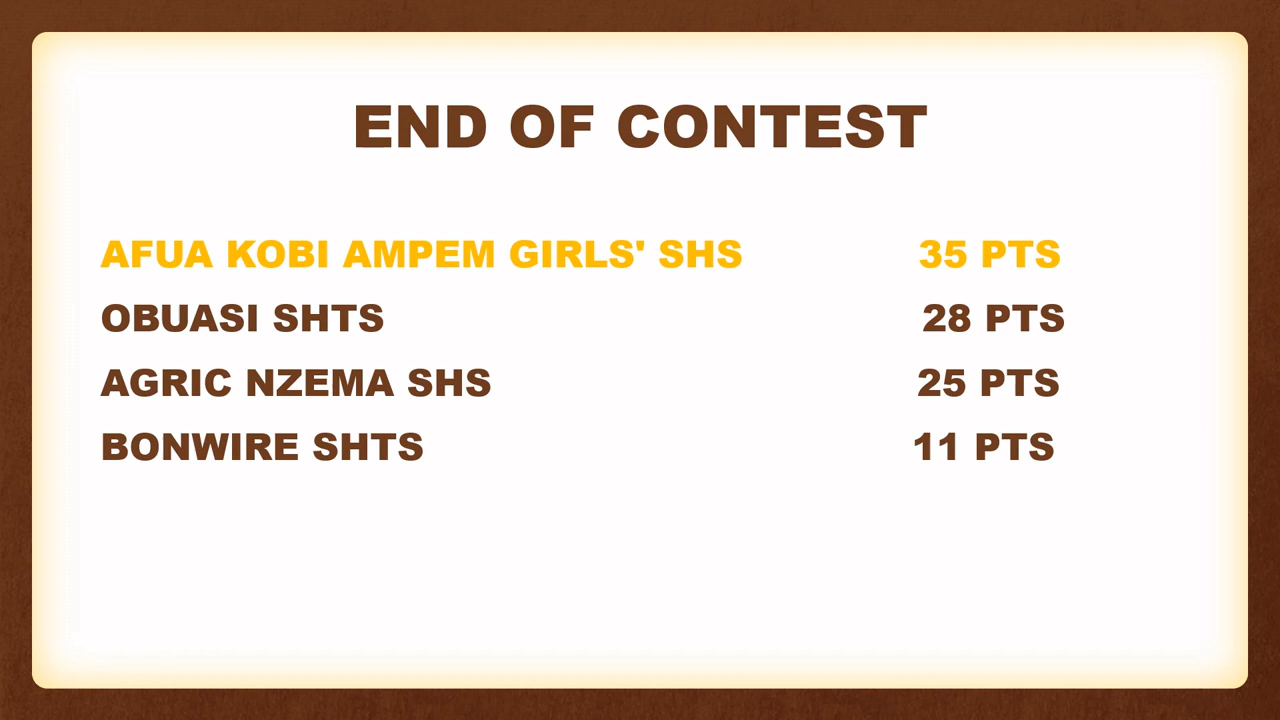 END OF CONTEST
AFUA KOBI AMPEM GIRLS' SHS 35 PTS
OBUASI SHTS 28 PTS
AGRIC NZEMA SHS 25 PTS
BONWIRE SHTS 11 PTS